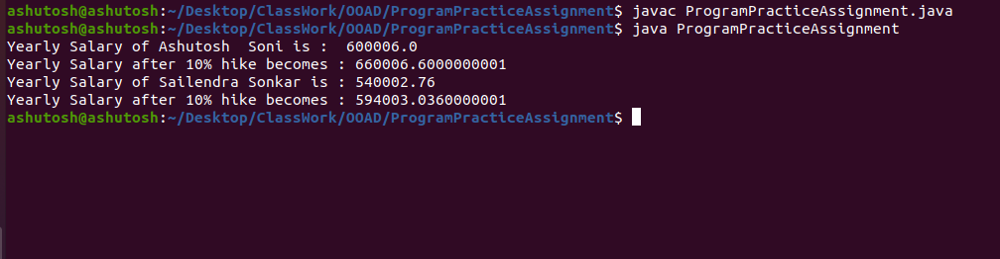 ashutosh@ashutosh:~/Desktop/ClassWork/OOAD/ProgramPracticeAssignment$ javac ProgramPracticeAssignment.java
ashutosh@ashutosh:~/Desktop/ClassWork/OOAD/ProgramPracticeAssignment$ java ProgramPracticeAssignment
Yearly Salary of Ashutosh  Soni is :  600006.0
Yearly Salary after 10% hike becomes : 660006.6000000001
Yearly Salary of Sailendra Sonkar is : 540002.76
Yearly Salary after 10% hike becomes : 594003.0360000001
ashutosh@ashutosh:~/Desktop/ClassWork/OOAD/ProgramPracticeAssignment$